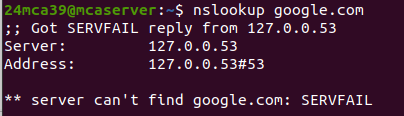 24mca39@mcaserver:~$ nslookup google.com
;; Got SERVFAIL reply from 127.0.0.53
Server:         127.0.0.53
Address:        127.0.0.53#53

** server can't find google.com: SERVFAIL